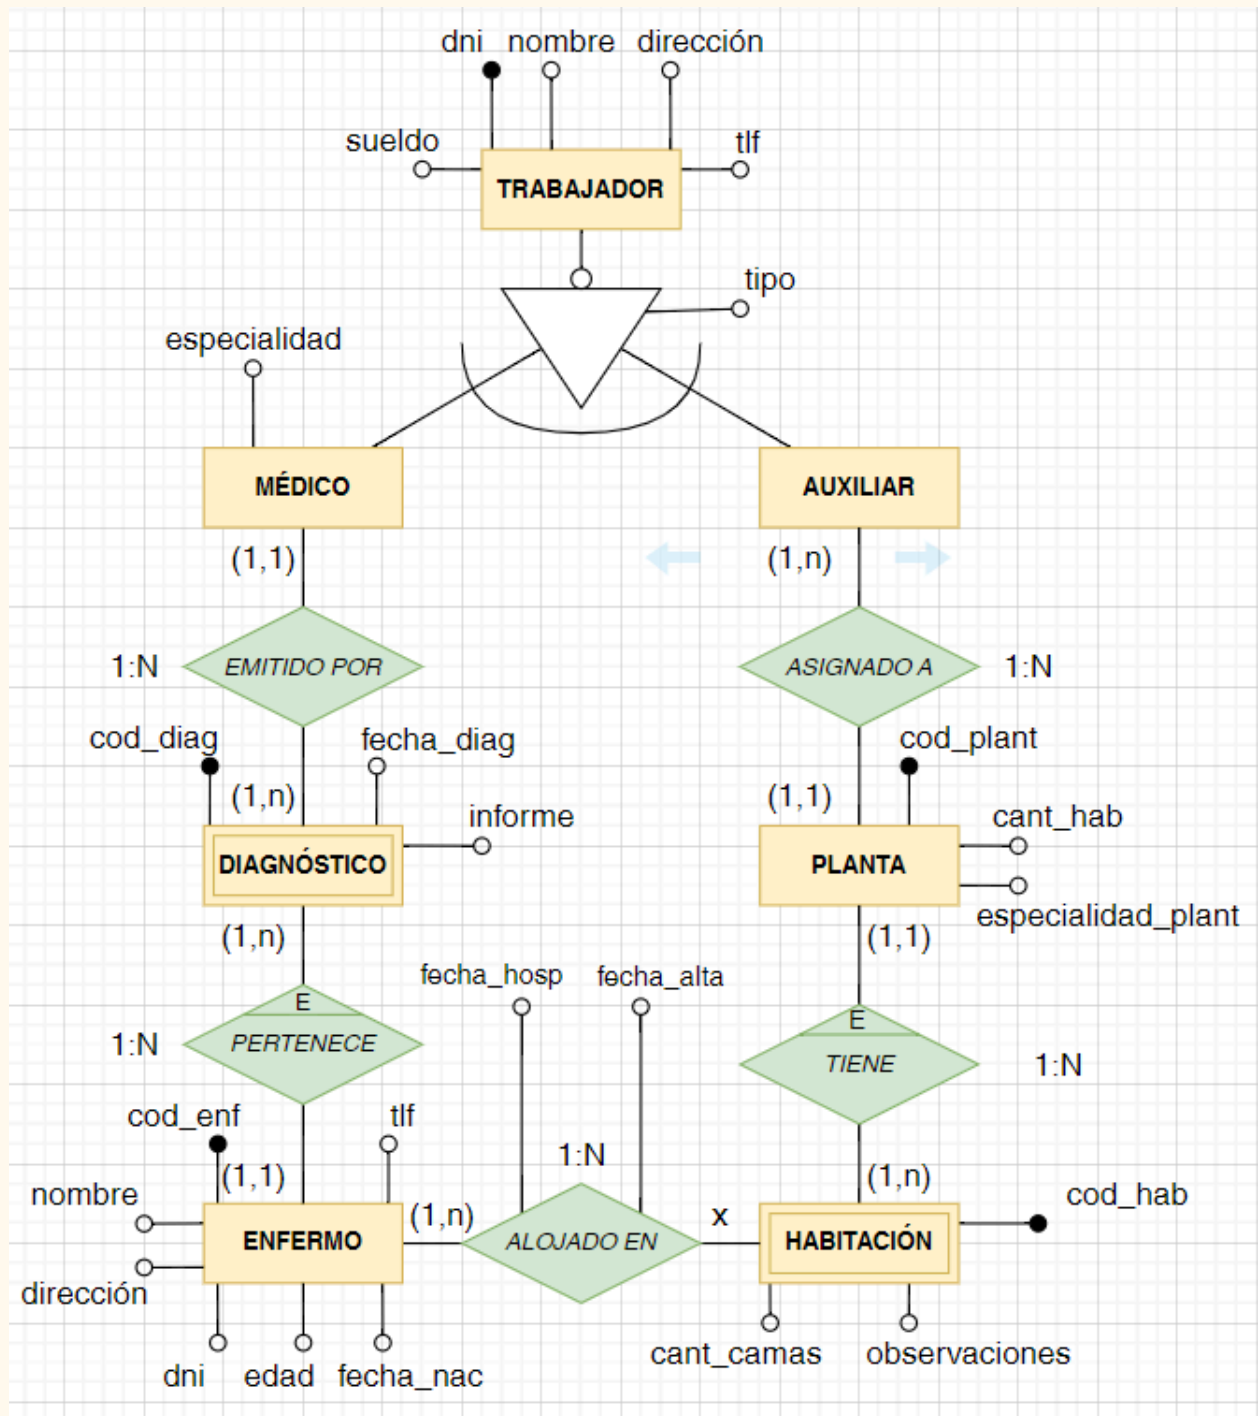 dni nombre dirección
sueldo
tlf
TRABAJADOR
tipo
especialidad
MÉDICO
AUXILIAR
(1,1)
(1,n)
1:N
EMITIDO POR
ASIGNADO A
1:N
cod_diag
fecha_diag
cod_plant
(1,n)
(1,1)
informe
cant_hab
DIAGNÓSTICO
PLANTA
especialidad_plant
(1,n)
(1,1)
fecha_hosp
fecha_alta
E
E
1:N
PERTENECE
TIENE
1:N
cod_enf
tlf
1:N
(1,1)
(1,n)
nombre
cod_hab
(1,n)
x
ENFERMO
ALOJADO EN
HABITACIÓN
dirección
cant_camas
observaciones
dni
edad
fecha_nac